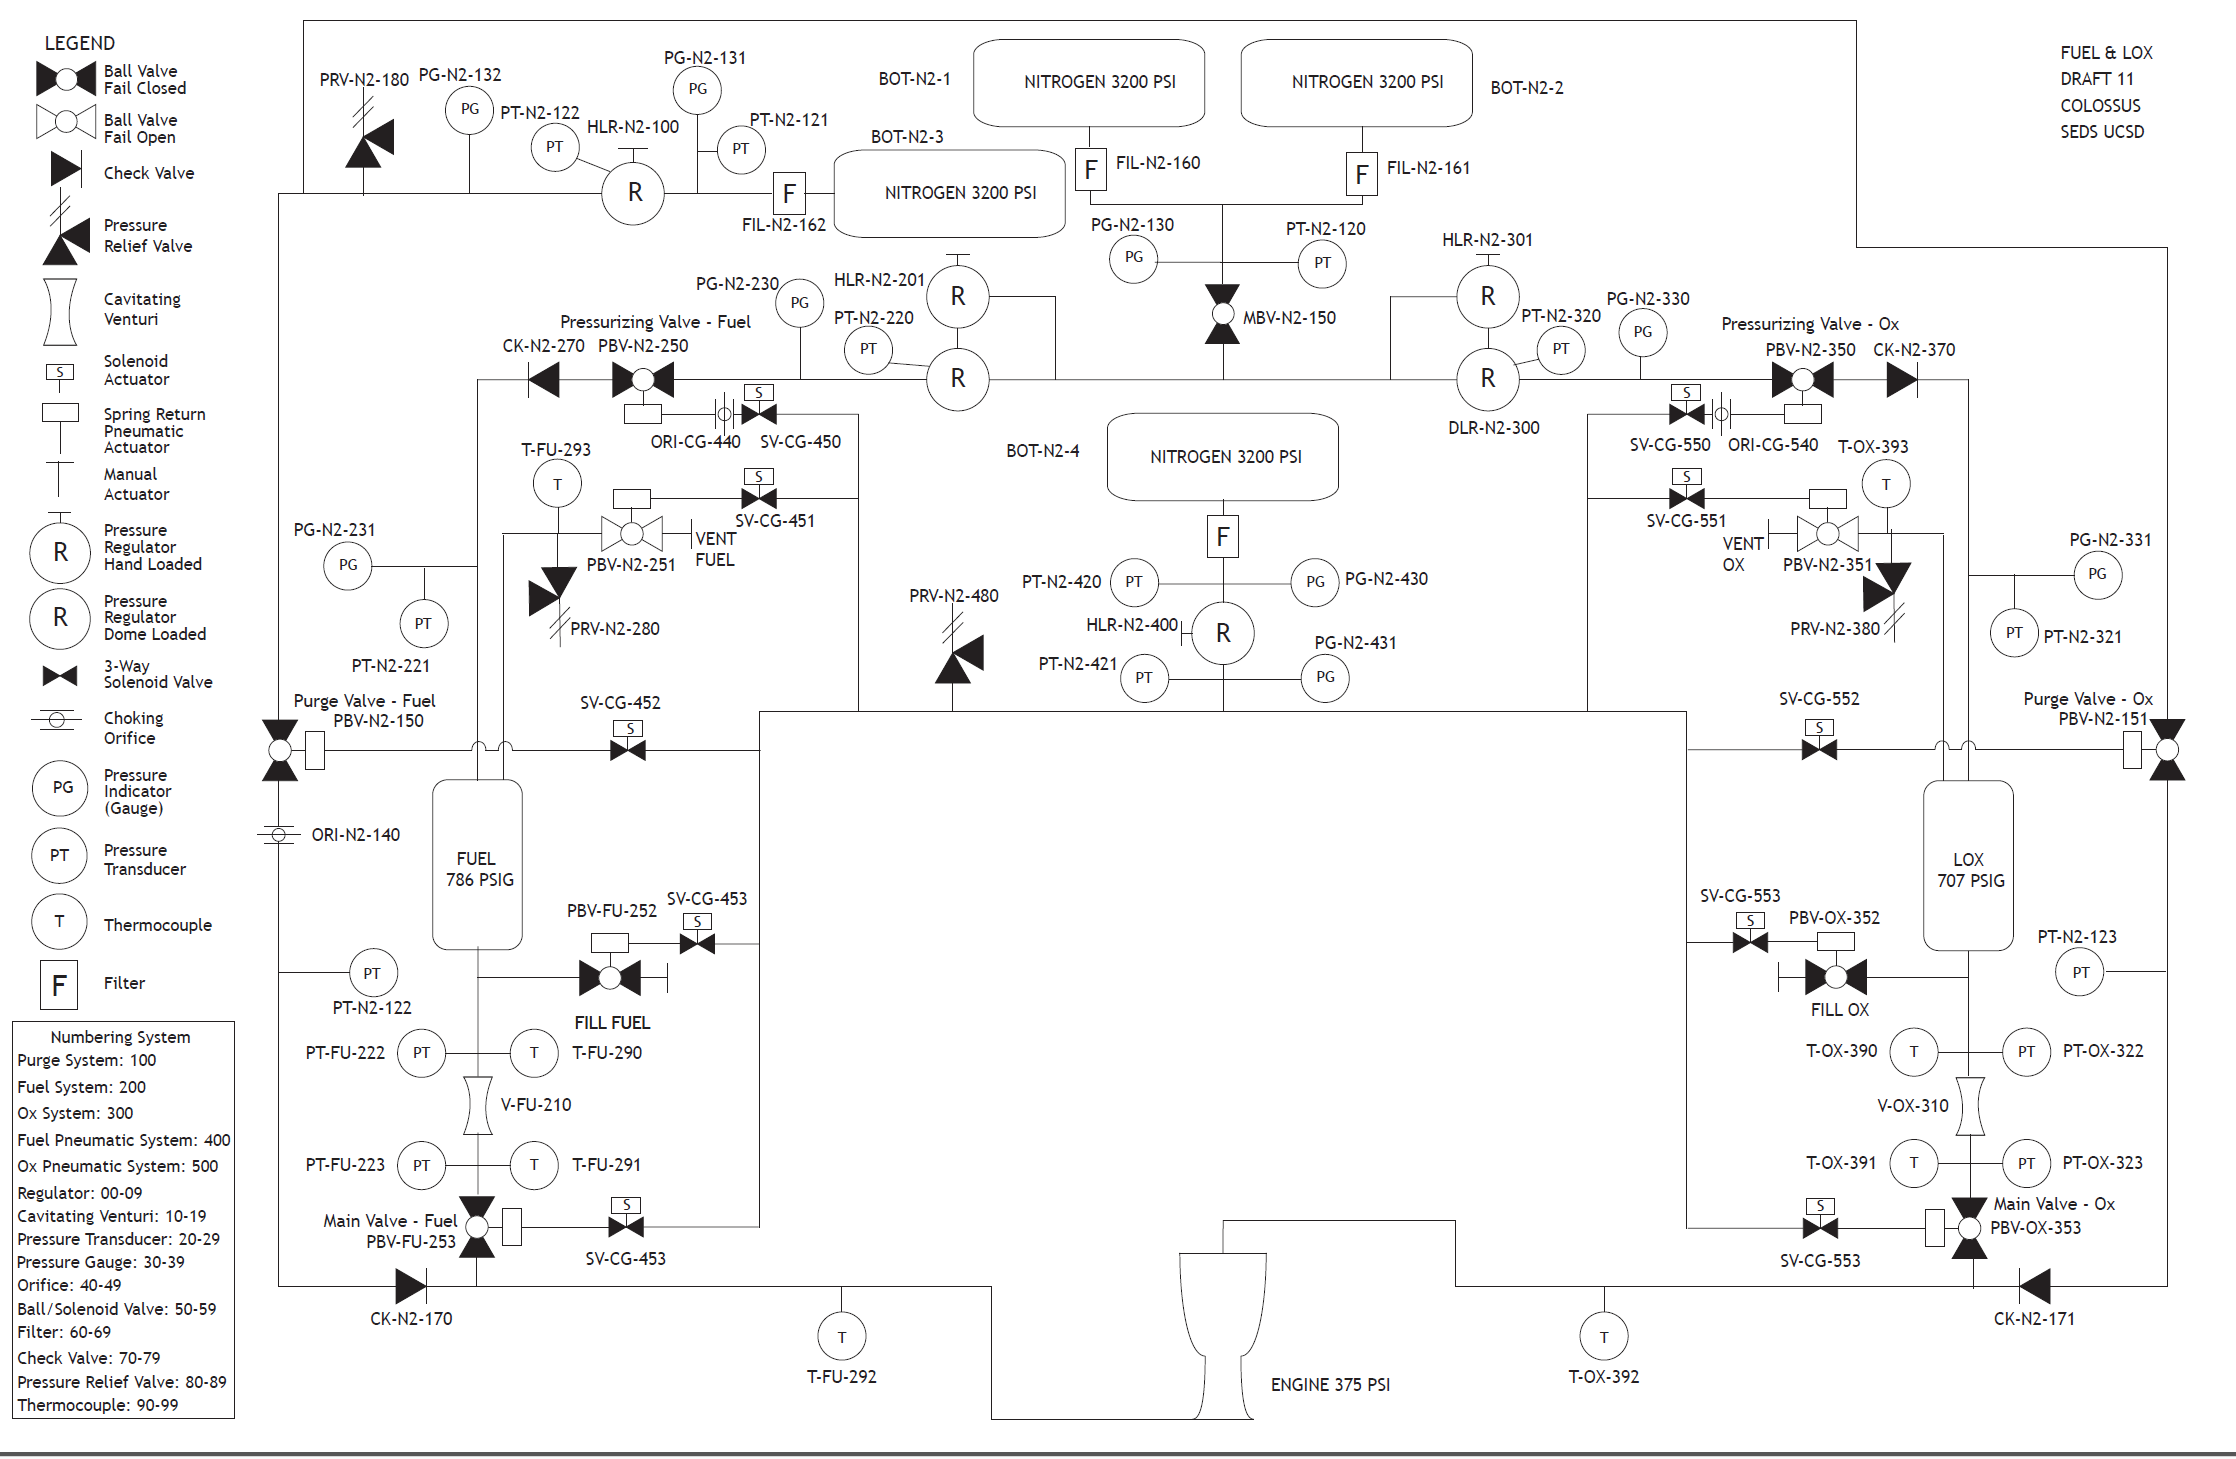 LEGEND
Ball Valve
Fail Closed
Ball Valve
Fail Open
Check Valve
Pressure
Relief Valve
Cavitating
Venturi
S
Solenoid
Actuator
Spring Return
Pneumatic
Actuator
Manual
Actuator
R
Pressure
Regulator
Hand Loaded
R
Pressure
Regulator
Dome Loaded
3-Way
Solenoid Valve
Choking
Orifice
PG
Pressure
Indicator
(Gauge)
PT
Pressure
Transducer
T
Thermocouple
F
Filter
Numbering System
Purge System: 100
Fuel System: 200
Ox System: 300
Fuel Pneumatic System: 400
Ox Pneumatic System: 500
Regulator: 00-09
Cavitating Venturi: 10-19
Pressure Transducer: 20-29
Pressure Gauge: 30-39
Orifice: 40-49
Ball/Solenoid Valve: 50-59
Filter: 60-69
Check Valve: 70-79
Pressure Relief Valve: 80-89
Thermocouple: 90-99
FUEL & LOX
DRAFT 11
COLOSSUS
SEDS UCSD
PRV-N2-180
PG-N2-132
PG
PT-N2-122
PT
HLR-N2-100
R
PG-N2-131
PG
PT-N2-121
PT
F
FIL-N2-162
BOT-N2-3
NITROGEN 3200 PSI
BOT-N2-1
NITROGEN 3200 PSI
NITROGEN 3200 PSI
BOT-N2-2
F
FIL-N2-160
F
FIL-N2-161
PG-N2-130
PG
PT-N2-120
PT
MBV-N2-150
HLR-N2-201
R
R
PG-N2-230
PG
PT-N2-220
PT
Pressurizing Valve - Fuel
CK-N2-270
PBV-N2-250
S
ORI-CG-440
SV-CG-450
HLR-N2-301
R
R
DLR-N2-300
PT-N2-320
PT
PG-N2-330
PG
Pressurizing Valve - Ox
PBV-N2-350
CK-N2-370
S
SV-CG-550
ORI-CG-540
T-FU-293
T
S
SV-CG-451
VENT
FUEL
PBV-N2-251
PRV-N2-280
PG-N2-231
PG
PT
PT-N2-221
BOT-N2-4
NITROGEN 3200 PSI
F
PT-N2-420
PT
PG
PG-N2-430
HLR-N2-400
R
PT-N2-421
PT
PG-N2-431
PG
PRV-N2-480
T-OX-393
T
S
SV-CG-551
VENT
OX
PBV-N2-351
PRV-N2-380
PG-N2-331
PG
PT
PT-N2-321
Purge Valve - Fuel
PBV-N2-150
SV-CG-452
S
SV-CG-552
S
Purge Valve - Ox
PBV-N2-151
ORI-N2-140
FUEL
786 PSIG
LOX
707 PSIG
PBV-FU-252
SV-CG-453
S
FILL FUEL
SV-CG-553
S
PBV-OX-352
FILL OX
PT
PT-N2-122
PT-N2-123
PT
PT-FU-222
PT
T
T-FU-290
V-FU-210
PT-FU-223
PT
T
T-FU-291
Main Valve - Fuel
PBV-FU-253
S
SV-CG-453
CK-N2-170
T
T-FU-292
ENGINE 375 PSI
T-OX-390
T
PT
PT-OX-322
V-OX-310
T-OX-391
T
PT
PT-OX-323
Main Valve - Ox
PBV-OX-353
S
SV-CG-553
CK-N2-171
T
T-OX-392